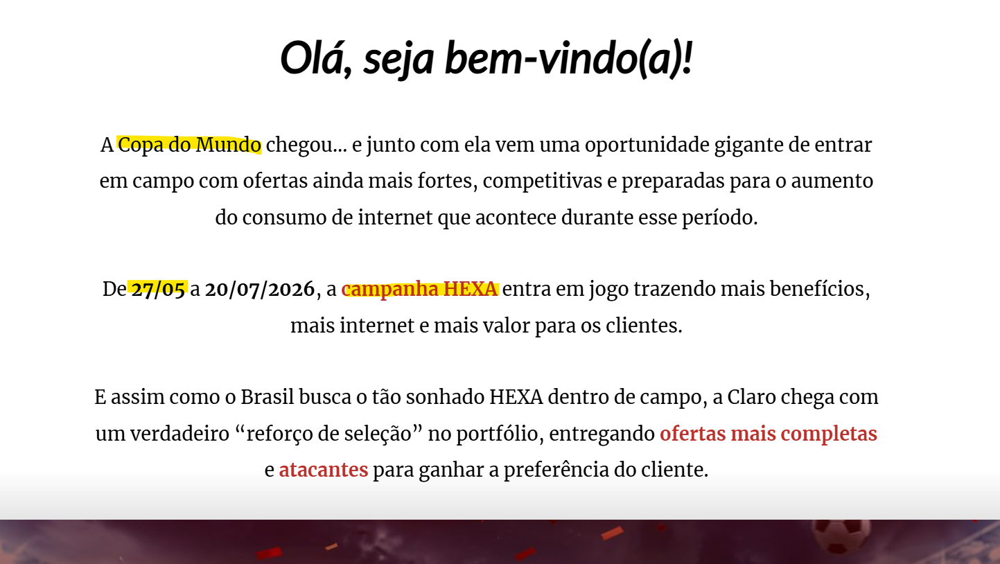 Olá, seja bem-vindo(a)!
A Copa do Mundo chegou... e junto com ela vem uma oportunidade gigante de entrar
em campo com ofertas ainda mais fortes, competitivas e preparadas para o aumento
do consumo de internet que acontece durante esse período.
De 27/05 a 20/07/2026, a campanha HEXA entra em jogo trazendo mais benefícios,
mais internet e mais valor para os clientes.
E assim como o Brasil busca o tão sonhado HEXA dentro de campo, a Claro chega com
um verdadeiro “reforço de seleção” no portfólio, entregando ofertas mais completas
e atacantes para ganhar a preferência do cliente.